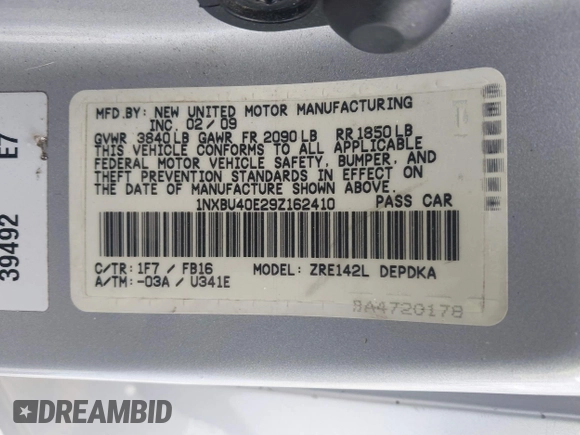 MFD.BY: NEW UNITED MOTOR MANUFACTURING
INC. 02/09
GVWR 3840LB GAWR FR 2090LB RR1850LB
THIS VEHICLE CONFORMS TO ALL APPLICABLE
FEDERAL MOTOR VEHICLE SAFETY, BUMPER, AND
THEFT PREVENTION STANDARDS IN EFFECT ON
THE DATE OF MANUFACTURE SHOWN ABOVE.
1NXBU40E29Z162410 PASS CAR
C/TR: 1F7 / FB16 MODEL: ZRE142L DEPDKA
A/TM: -03A / U341E
9A4720178
39492 E7
DREAMBID